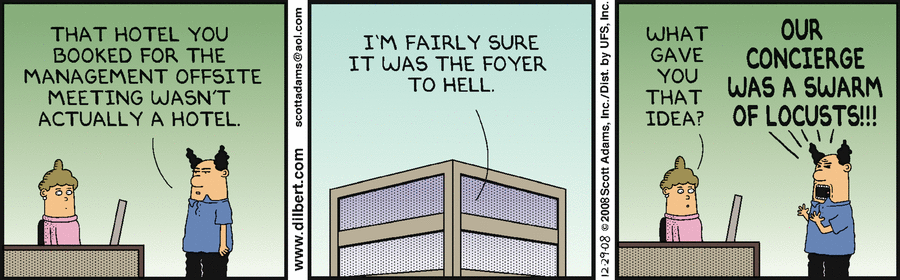 THAT HOTEL YOU
BOOKED FOR THE
MANAGEMENT OFFSITE
MEETING WASN'T
ACTUALLY A HOTEL.
www.dilbert.com
scottadams@aol.com
I'M FAIRLY SURE
IT WAS THE FOYER
TO HELL.
12-29-08 © 2008 Scott Adams, Inc./Dist. by UFS, Inc.
WHAT
GAVE
YOU
THAT
IDEA?
OUR
CONCIERGE
WAS A SWARM
OF LOCUSTS!!!